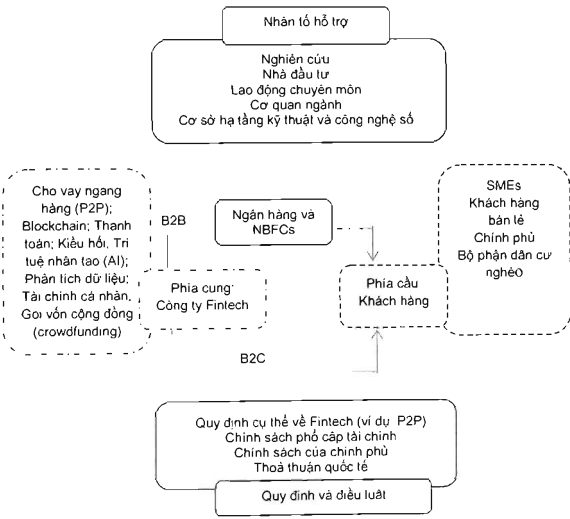 Nhân tố hỗ trợ
Nghiên cứu
Nhà đầu tư
Lao động chuyên môn
Cơ quan ngành
Cơ sở hạ tầng kỹ thuật và công nghệ số
Cho vay ngang
hàng (P2P);
Blockchain; Thanh
toán; Kiều hối, Trí
tuệ nhân tạo (AI);
Phân tích dữ liệu;
Tài chính cá nhân,
Gọi vốn cộng đồng
(crowdfunding)
B2B
Ngân hàng và
NBFCs
Phía cung:
Công ty Fintech
Phía cầu
Khách hàng
SMEs
Khách hàng
bán lẻ
Chính phủ
Bộ phận dân cư
nghèo
B2C
Quy định cụ thể về Fintech (ví dụ P2P)
Chính sách phổ cập tài chính
Chính sách của chính phủ
Thoả thuận quốc tế
Quy định và điều luật